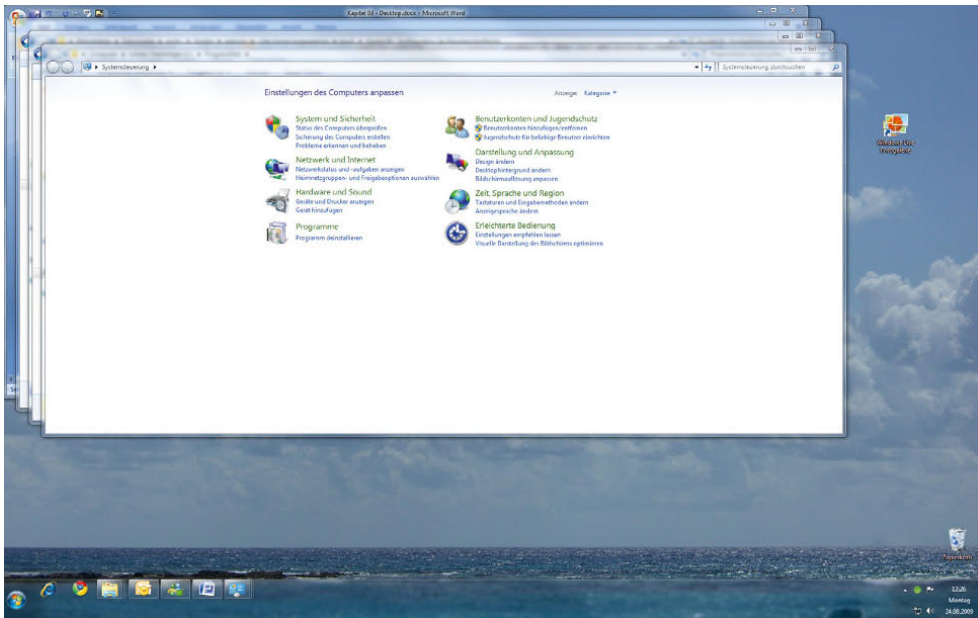 Kapitel 08 - Desktop.docx - Microsoft Word
Systemsteuerung
Systemsteuerung durchsuchen
Einstellungen des Computers anpassen
Anzeige: Kategorie
System und Sicherheit
Status des Computers überprüfen
Sicherung des Computers erstellen
Probleme erkennen und beheben
Netzwerk und Internet
Netzwerkstatus und -aufgaben anzeigen
Heimnetzgruppen- und Freigabeoptionen auswählen
Hardware und Sound
Geräte und Drucker anzeigen
Gerät hinzufügen
Programme
Programm deinstallieren
Benutzerkonten und Jugendschutz
Benutzerkonten hinzufügen/entfernen
Jugendschutz für beliebige Benutzer einrichten
Darstellung und Anpassung
Design ändern
Desktophintergrund ändern
Bildschirmauflösung anpassen
Zeit, Sprache und Region
Tastaturen und Eingabemethoden ändern
Anzeigesprache ändern
Erleichterte Bedienung
Einstellungen empfehlen lassen
Visuelle Darstellung des Bildschirms optimieren
Windows Live
Fotogalerie
Papierkorb
12:26
Montag
24.08.2009